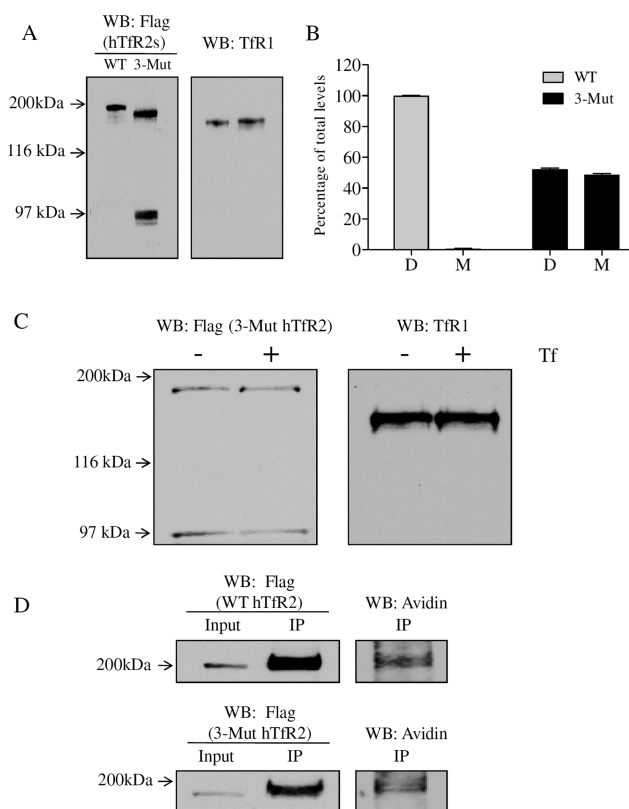 A
WB: Flag
(hTfR2s)
WT 3-Mut
WB: TfR1
200kDa
116 kDa
97 kDa
B
Percentage of total levels
120
100
80
60
40
20
0
D M D M
WT
3-Mut
C
WB: Flag (3-Mut hTfR2)
WB: TfR1
- + - + Tf
200kDa
116 kDa
97 kDa
D
WB: Flag
(WT hTfR2)
WB: Avidin
Input IP IP
200kDa
WB: Flag
(3-Mut hTfR2)
WB: Avidin
Input IP IP
200kDa